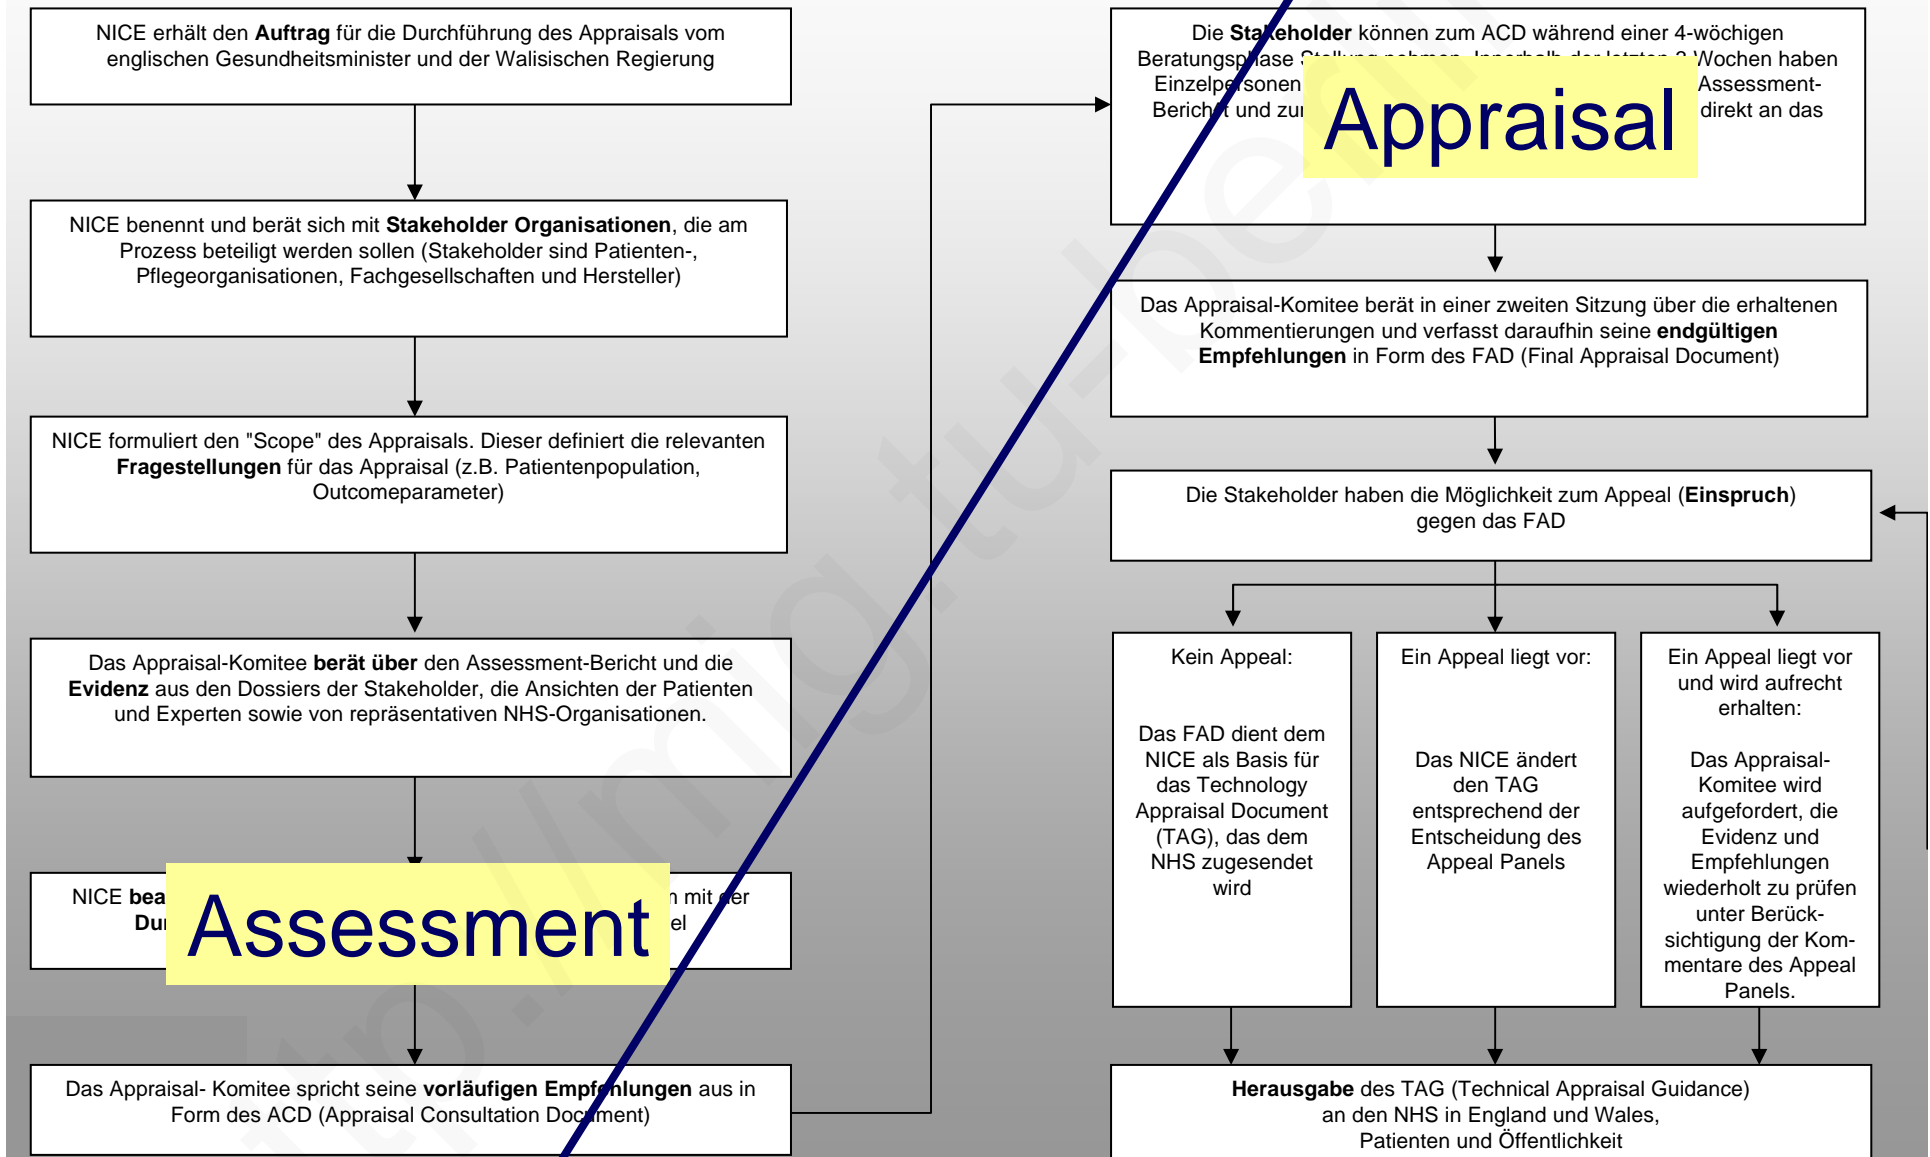 NICE erhält den Auftrag für die Durchführung des Appraisals vom
englischen Gesundheitsminister und der Walisischen Regierung
NICE benennt und berät sich mit Stakeholder Organisationen, die am
Prozess beteiligt werden sollen (Stakeholder sind Patienten-,
Pflegeorganisationen, Fachgesellschaften und Hersteller)
NICE formuliert den "Scope" des Appraisals. Dieser definiert die relevanten
Fragestellungen für das Appraisal (z.B. Patientenpopulation,
Outcomeparameter)
Das Appraisal-Komitee berät über den Assessment-Bericht und die
Evidenz aus den Dossiers der Stakeholder, die Ansichten der Patienten
und Experten sowie von repräsentativen NHS-Organisationen.
NICE mit der
Assessment
Das Appraisal- Komitee spricht seine vorläufigen Empfehlungen aus in
Form des ACD (Appraisal Consultation Document)
Die Stakeholder können zum ACD während einer 4-wöchigen
Beratungsphase Stellung nehmen. Innerhalb der letzten 3 Wochen haben
Einzelpersonen Assessment-
Bericht und direkt an das
Appraisal
Das Appraisal-Komitee berät in einer zweiten Sitzung über die erhaltenen
Kommentierungen und verfasst daraufhin seine endgültigen
Empfehlungen in Form des FAD (Final Appraisal Document)
Die Stakeholder haben die Möglichkeit zum Appeal (Einspruch)
gegen das FAD
Kein Appeal:
Das FAD dient dem
NICE als Basis für
das Technology
Appraisal Document
(TAG), das dem
NHS zugesendet
wird
Ein Appeal liegt vor:
Das NICE ändert
den TAG
entsprechend der
Entscheidung des
Appeal Panels
Ein Appeal liegt vor
und wird aufrecht
erhalten:
Das Appraisal-
Komitee wird
aufgefordert, die
Evidenz und
Empfehlungen
wiederholt zu prüfen
unter Berück-
sichtigung der Kom-
mentare des Appeal
Panels.
Herausgabe des TAG (Technical Appraisal Guidance)
an den NHS in England und Wales,
Patienten und Öffentlichkeit